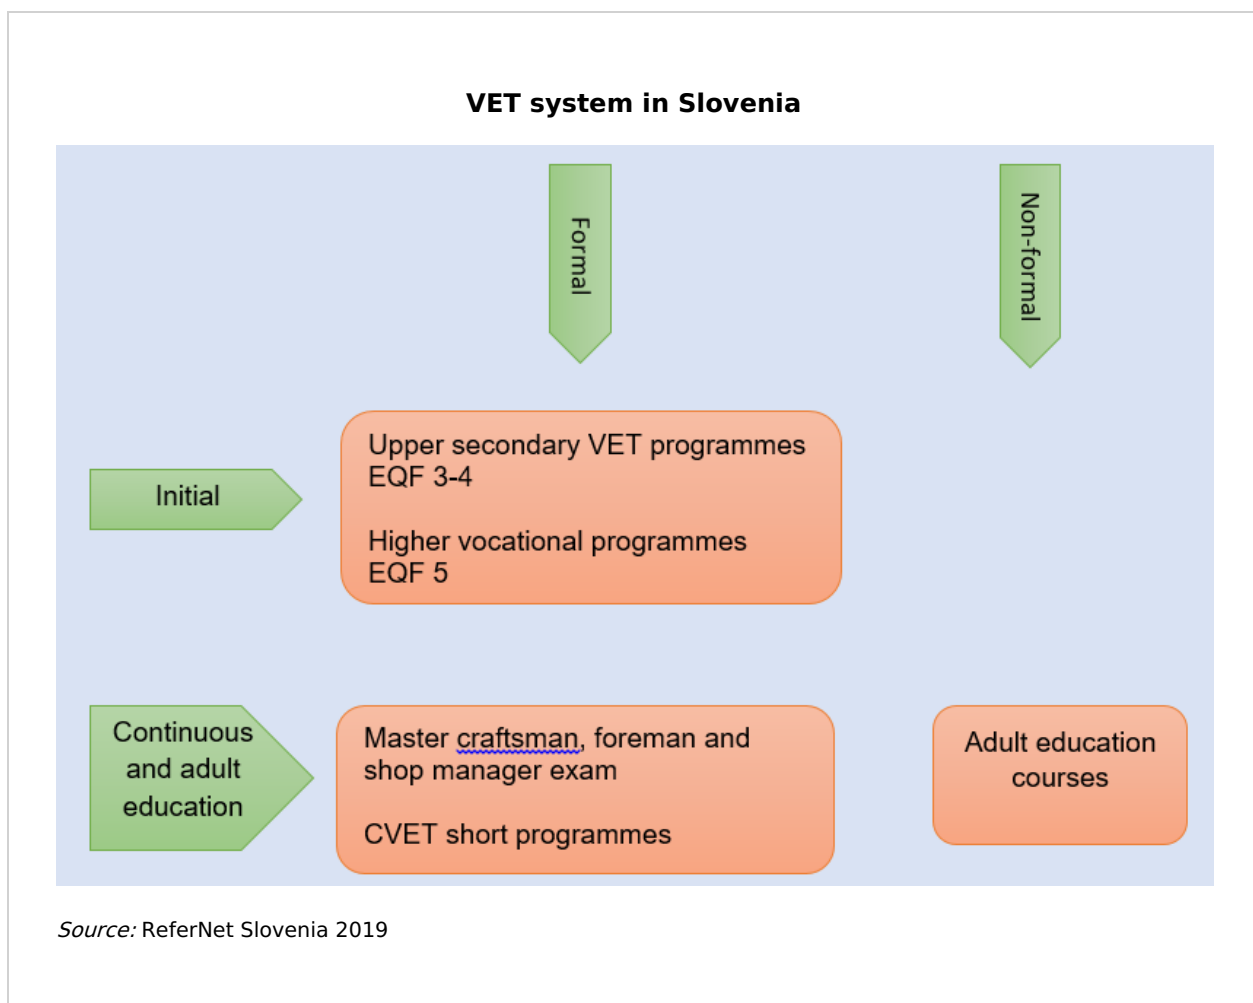 VET system in Slovenia
Formal
Non-formal
Initial
Upper secondary VET programmes
EQF 3-4
Higher vocational programmes
EQF 5
Continuous
and adult
education
Master craftsman, foreman and
shop manager exam
CVET short programmes
Adult education
courses
Source: ReferNet Slovenia 2019